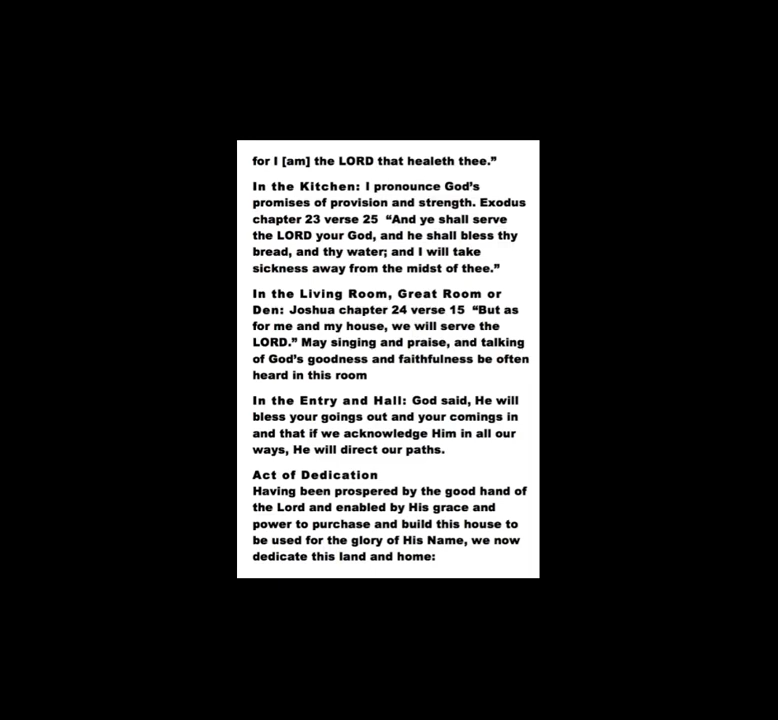 for I [am] the LORD that healeth thee.”
In the Kitchen: I pronounce God’s
promises of provision and strength. Exodus
chapter 23 verse 25 “And ye shall serve
the LORD your God, and he shall bless thy
bread, and thy water; and I will take
sickness away from the midst of thee.”
In the Living Room, Great Room or
Den: Joshua chapter 24 verse 15 “But as
for me and my house, we will serve the
LORD.” May singing and praise, and talking
of God’s goodness and faithfulness be often
heard in this room
In the Entry and Hall: God said, He will
bless your goings out and your comings in
and that if we acknowledge Him in all our
ways, He will direct our paths.
Act of Dedication
Having been prospered by the good hand of
the Lord and enabled by His grace and
power to purchase and build this house to
be used for the glory of His Name, we now
dedicate this land and home: